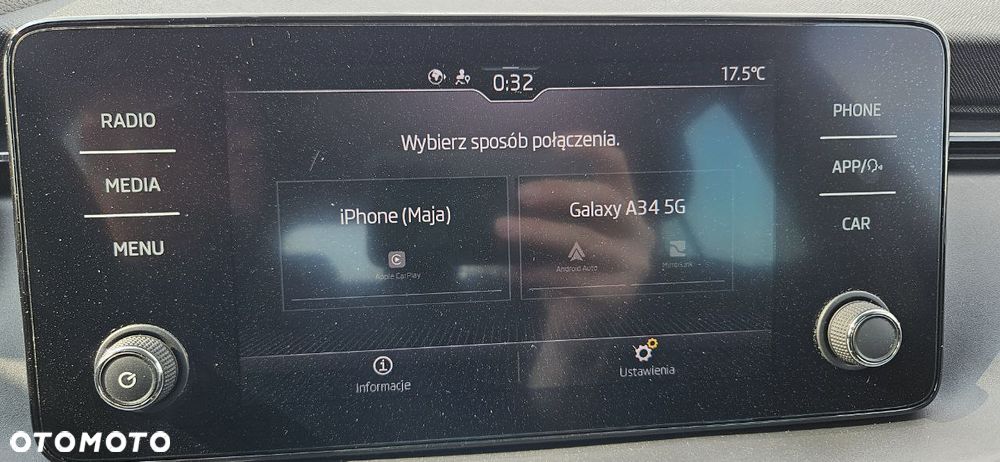 0:32
17.5°C
RADIO
MEDIA
MENU
Wybierz sposób połączenia.
iPhone (Maja)
Apple CarPlay
Galaxy A34 5G
Android Auto
MirrorLink
Informacje
Ustawienia
PHONE
APP/
CAR
OTOMOTO